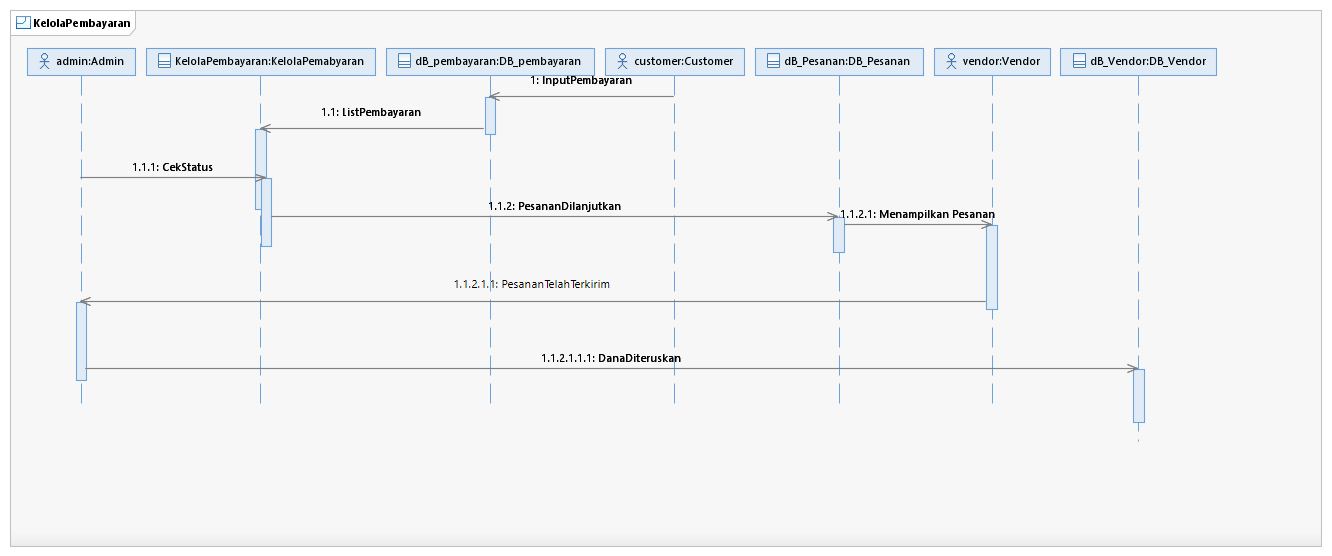 KelolaPembayaran
admin:Admin
KelolaPembayaran:KelolaPemabyaran
dB_pembayaran:DB_pembayaran
customer:Customer
dB_Pesanan:DB_Pesanan
vendor:Vendor
dB_Vendor:DB_Vendor
1: InputPembayaran
1.1: ListPembayaran
1.1.1: CekStatus
1.1.2: PesananDilanjutkan
1.1.2.1: Menampilkan Pesanan
1.1.2.1.1: PesananTelahTerkirim
1.1.2.1.1.1: DanaDiteruskan